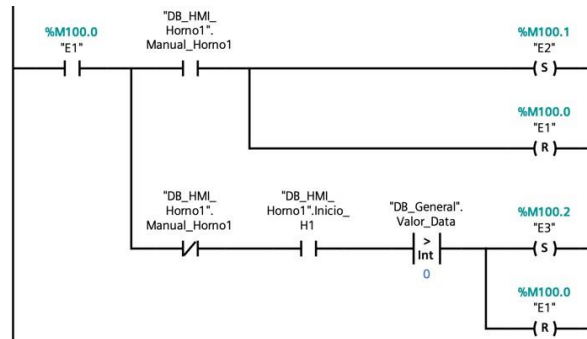 "DB_HMI_
Horno1".
Manual_Horno1
%M100.0
"E1"
%M100.1
"E2"
S
%M100.0
"E1"
R
"DB_HMI_
Horno1".
Manual_Horno1
"DB_HMI_
Horno1".Inicio_
H1
"DB_General".
Valor_Data
>
Int
0
%M100.2
"E3"
S
%M100.0
"E1"
R